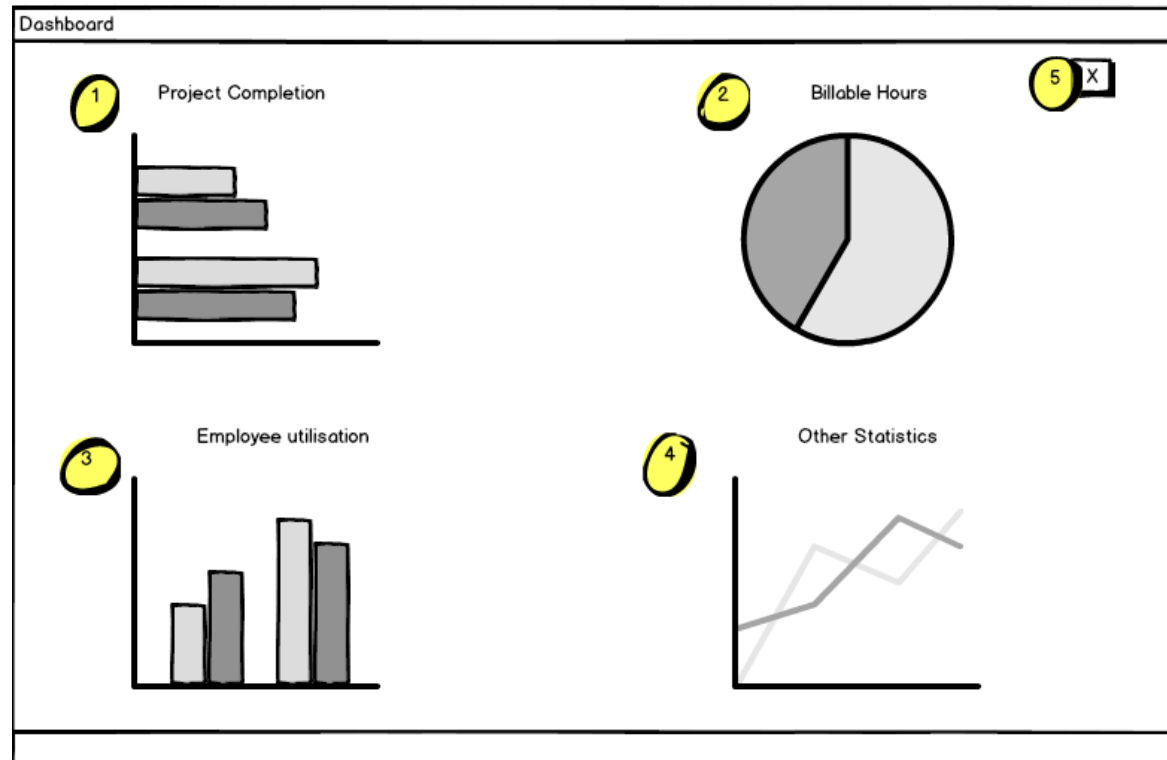 Dashboard
1 Project Completion
2 Billable Hours
5 X
3 Employee utilisation
4 Other Statistics